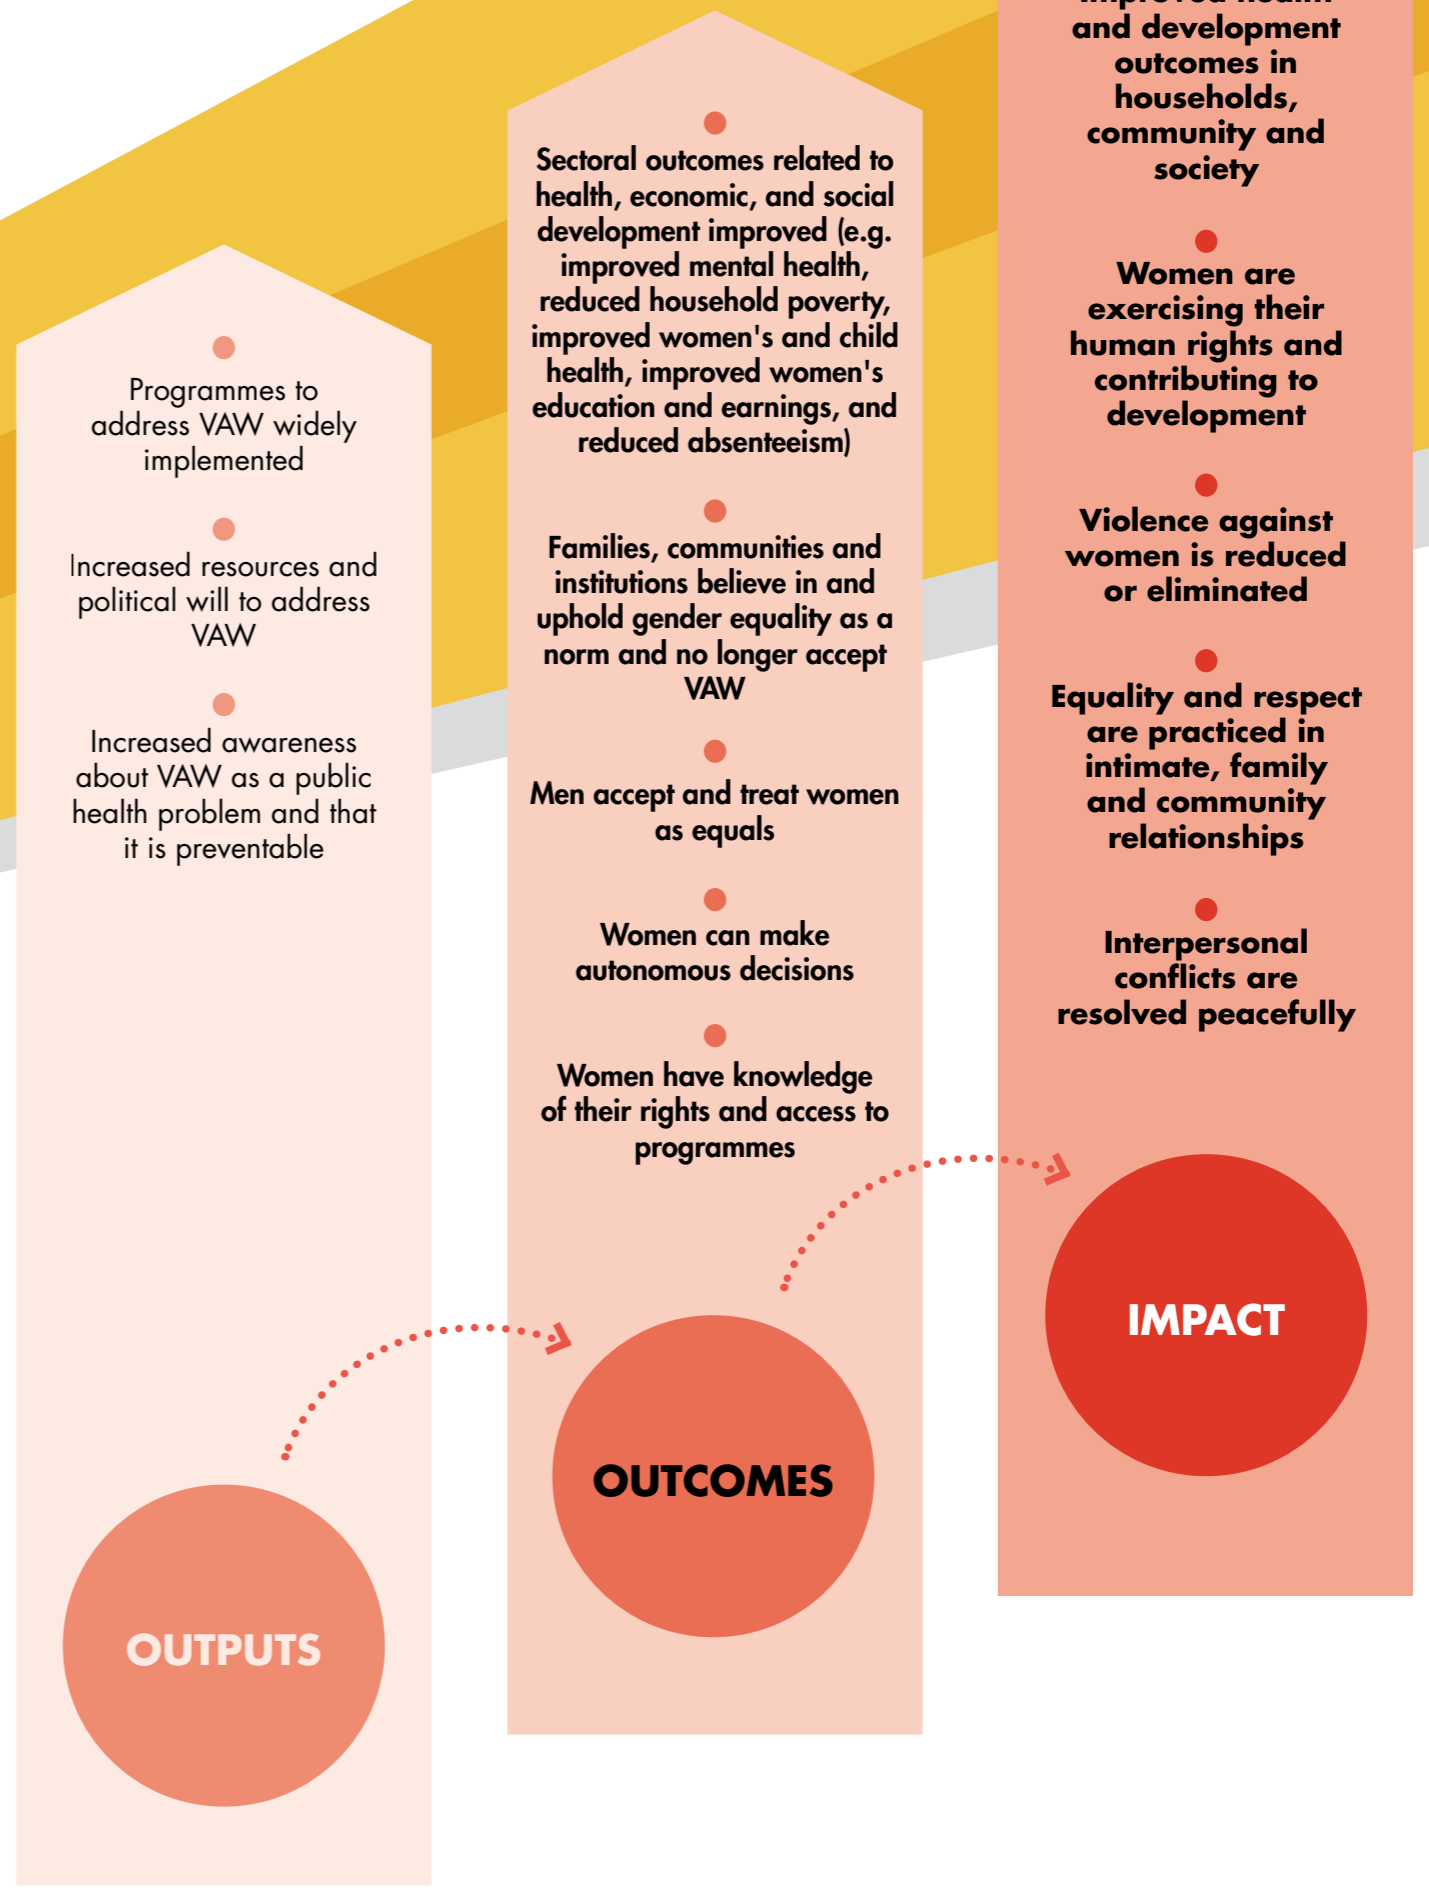 Programmes to
address VAW widely
implemented
Increased resources and
political will to address
VAW
Increased awareness
about VAW as a public
health problem and that
it is preventable
OUTPUTS
Sectoral outcomes related to
health, economic, and social
development improved (e.g.
improved mental health,
reduced household poverty,
improved women's and child
health, improved women's
education and earnings, and
reduced absenteeism)
Families, communities and
institutions believe in and
uphold gender equality as a
norm and no longer accept
VAW
Men accept and treat women
as equals
Women can make
autonomous decisions
Women have knowledge
of their rights and access to
programmes
OUTCOMES
improved health
and development
outcomes in
households,
community and
society
Women are
exercising their
human rights and
contributing to
development
Violence against
women is reduced
or eliminated
Equality and respect
are practiced in
intimate, family
and community
relationships
Interpersonal
conflicts are
resolved peacefully
IMPACT